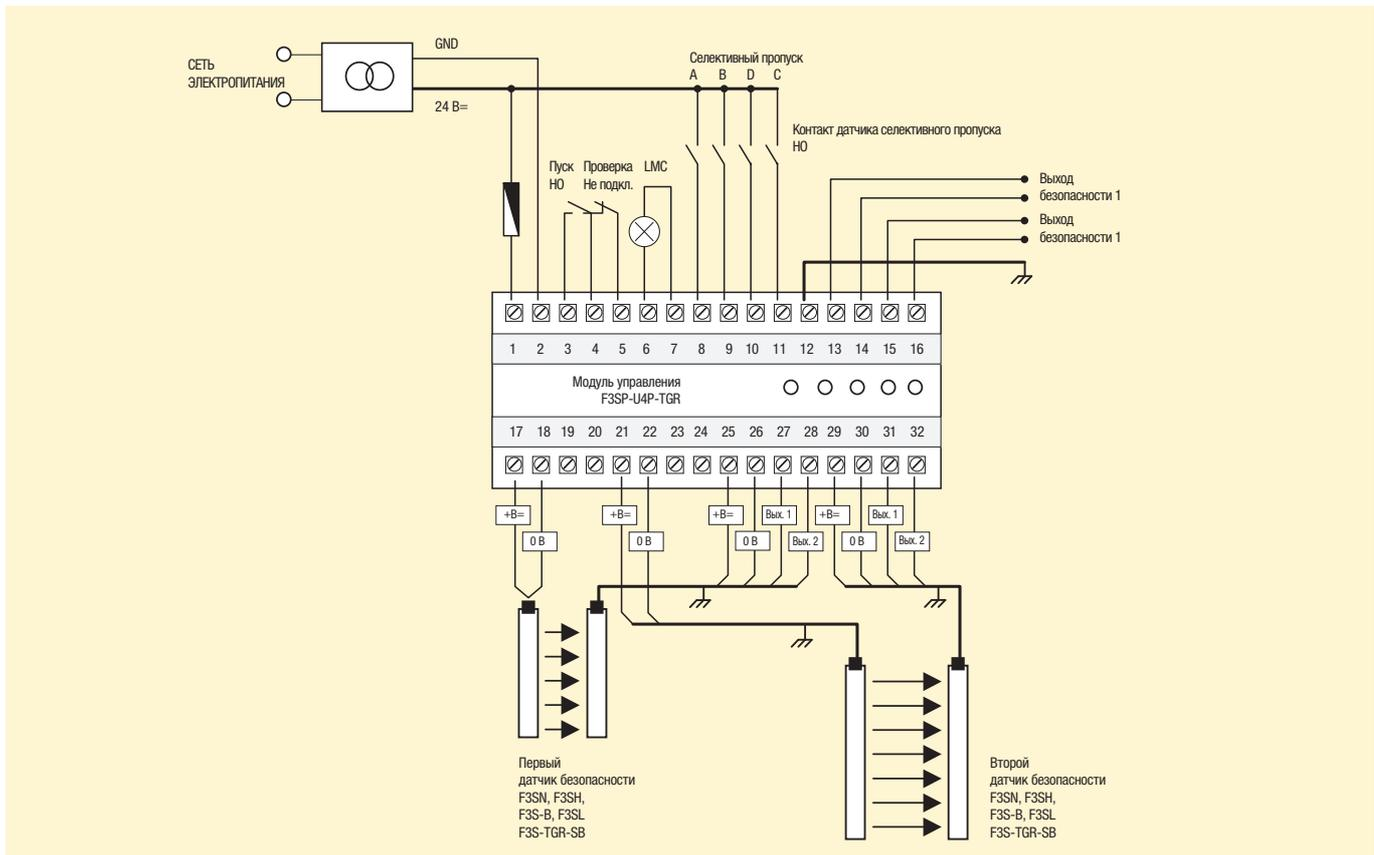 GND
СЕТЬ
ЭЛЕКТРОПИТАНИЯ
24 В=
Селективный пропуск
A B D C
Контакт датчика селективного пропуска
НО
Пуск Проверка LMC
НО Не подкл.
Выход
безопасности 1
Выход
безопасности 1
1 2 3 4 5 6 7 8 9 10 11 12 13 14 15 16
Модуль управления
F3SP-U4P-TGR
17 18 19 20 21 22 23 24 25 26 27 28 29 30 31 32
+В= +В= +В= Вых. 1 +В= Вых. 1
0 В 0 В 0 В Вых. 2 0 В Вых. 2
Первый
датчик безопасности
F3SN, F3SH,
F3S-B, F3SL
F3S-TGR-SB
Второй
датчик безопасности
F3SN, F3SH,
F3S-B, F3SL
F3S-TGR-SB